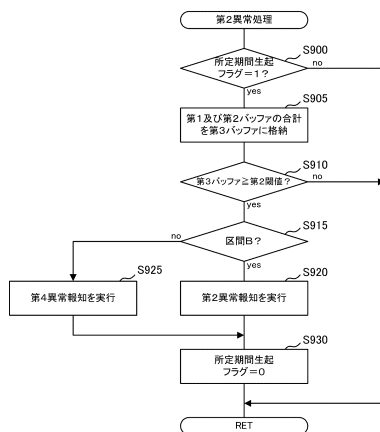 第2異常処理
S900
所定期間生起
フラグ=1?
no
yes
S905
第1及び第2バッファの合計
を第3バッファに格納
S910
第3バッファ≧第2閾値?
no
yes
S915
区間B?
no
yes
S925
第4異常報知を実行
S920
第2異常報知を実行
S930
所定期間生起
フラグ=0
RET